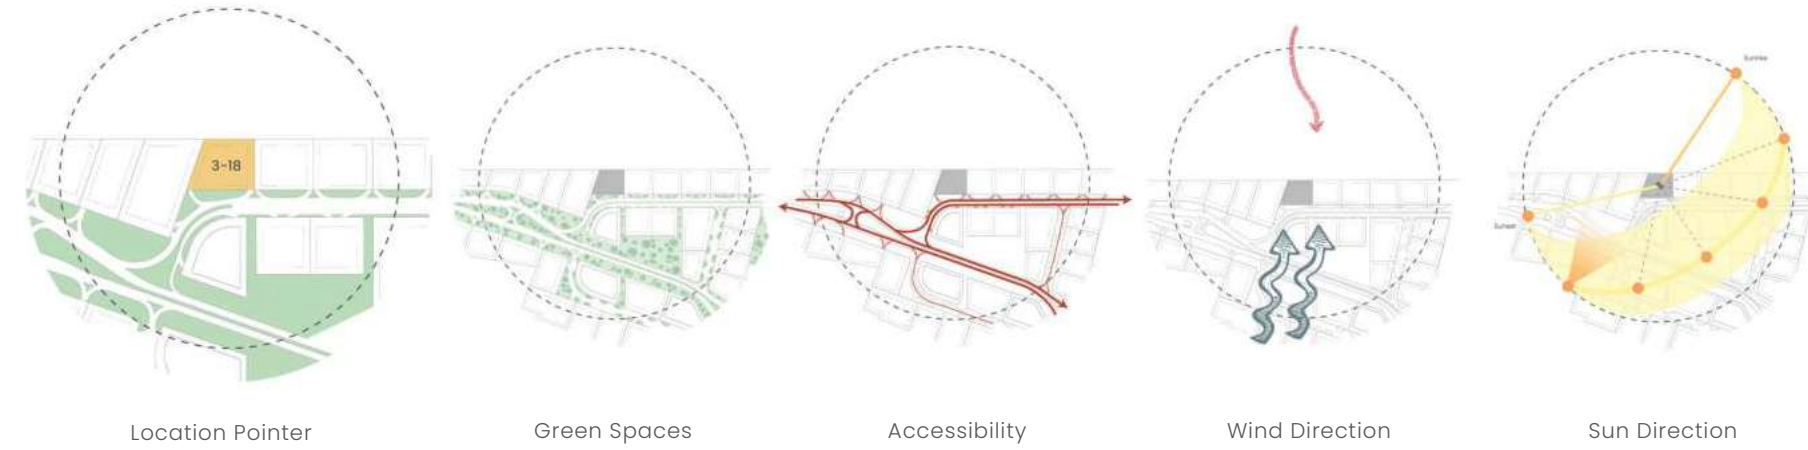 Sunrise
3-18
Sunset
Location Pointer
Green Spaces
Accessibility
Wind Direction
Sun Direction